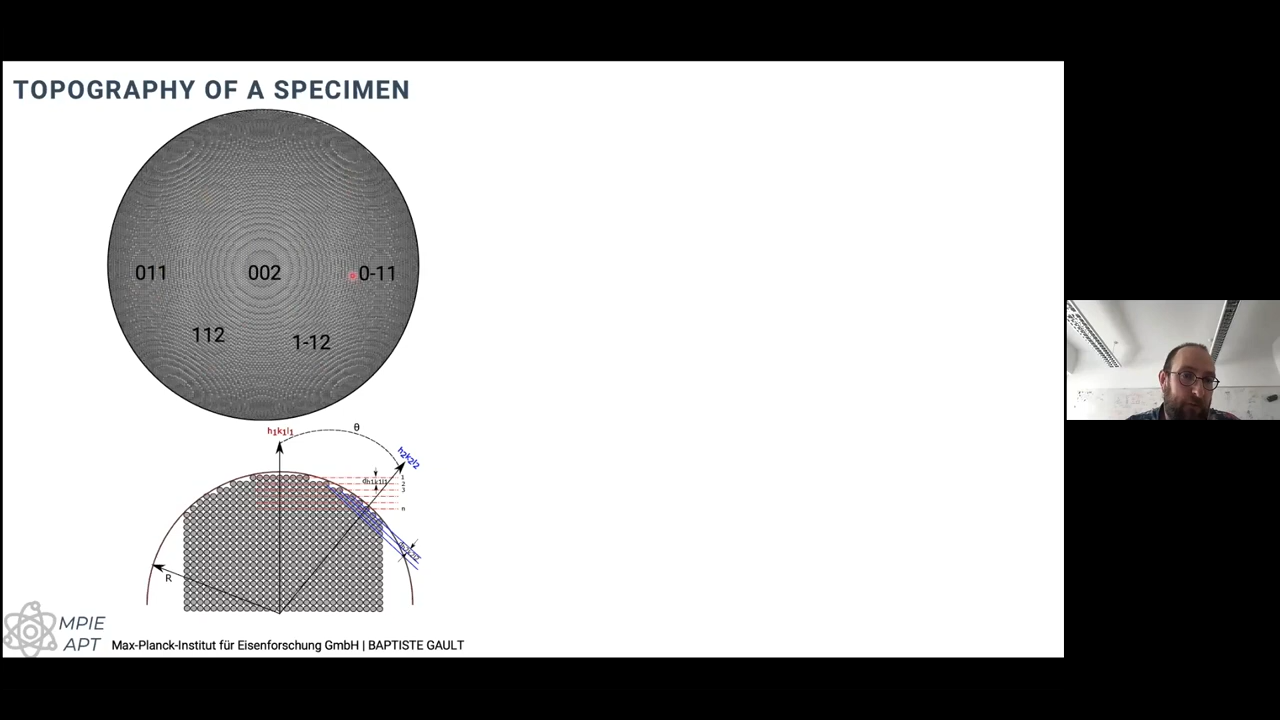 TOPOGRAPHY OF A SPECIMEN
011
002
0-11
112
1-12
θ
h1k1l1
h2k2l2
dh1k1l1
1
2
3
n
R
MPIE
APT
Max-Planck-Institut für Eisenforschung GmbH | BAPTISTE GAULT